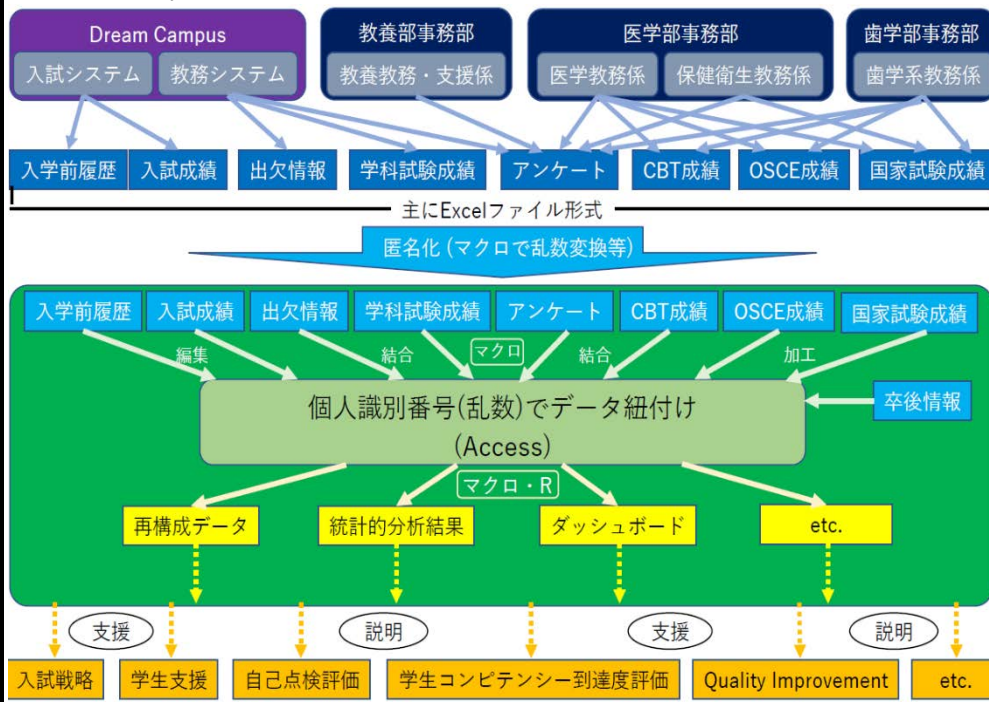 Dream Campus
入試システム
教務システム
教養部事務部
教養教務・支援係
医学部事務部
医学教務係
保健衛生教務係
歯学部事務部
歯学系教務係
入学前履歴
入試成績
出欠情報
学科試験成績
アンケート
CBT成績
OSCE成績
国家試験成績
主にExcelファイル形式
匿名化 (マクロで乱数変換等)
入学前履歴
入試成績
出欠情報
学科試験成績
アンケート
CBT成績
OSCE成績
国家試験成績
編集
結合
マクロ
結合
加工
個人識別番号(乱数)でデータ紐付け
(Access)
卒後情報
マクロ・R
再構成データ
統計的分析結果
ダッシュボード
etc.
支援
説明
支援
説明
入試戦略
学生支援
自己点検評価
学生コンピテンシー到達度評価
Quality Improvement
etc.